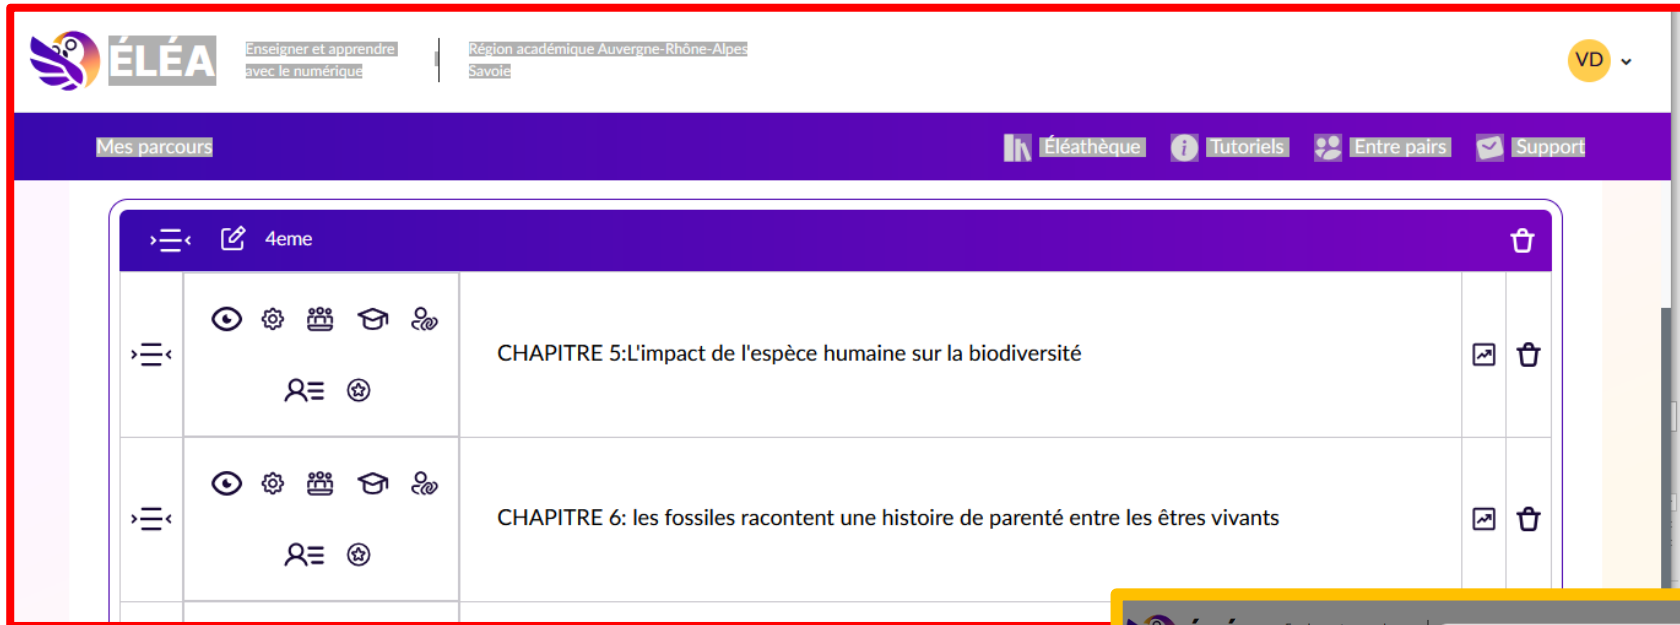 ÉLÉA
Enseigner et apprendre
avec le numérique
Région académique Auvergne-Rhône-Alpes
Savoie
VD
Mes parcours
Éléathèque
Tutoriels
Entre pairs
Support
4eme
CHAPITRE 5:L'impact de l'espèce humaine sur la biodiversité
CHAPITRE 6: les fossiles racontent une histoire de parenté entre les êtres vivants